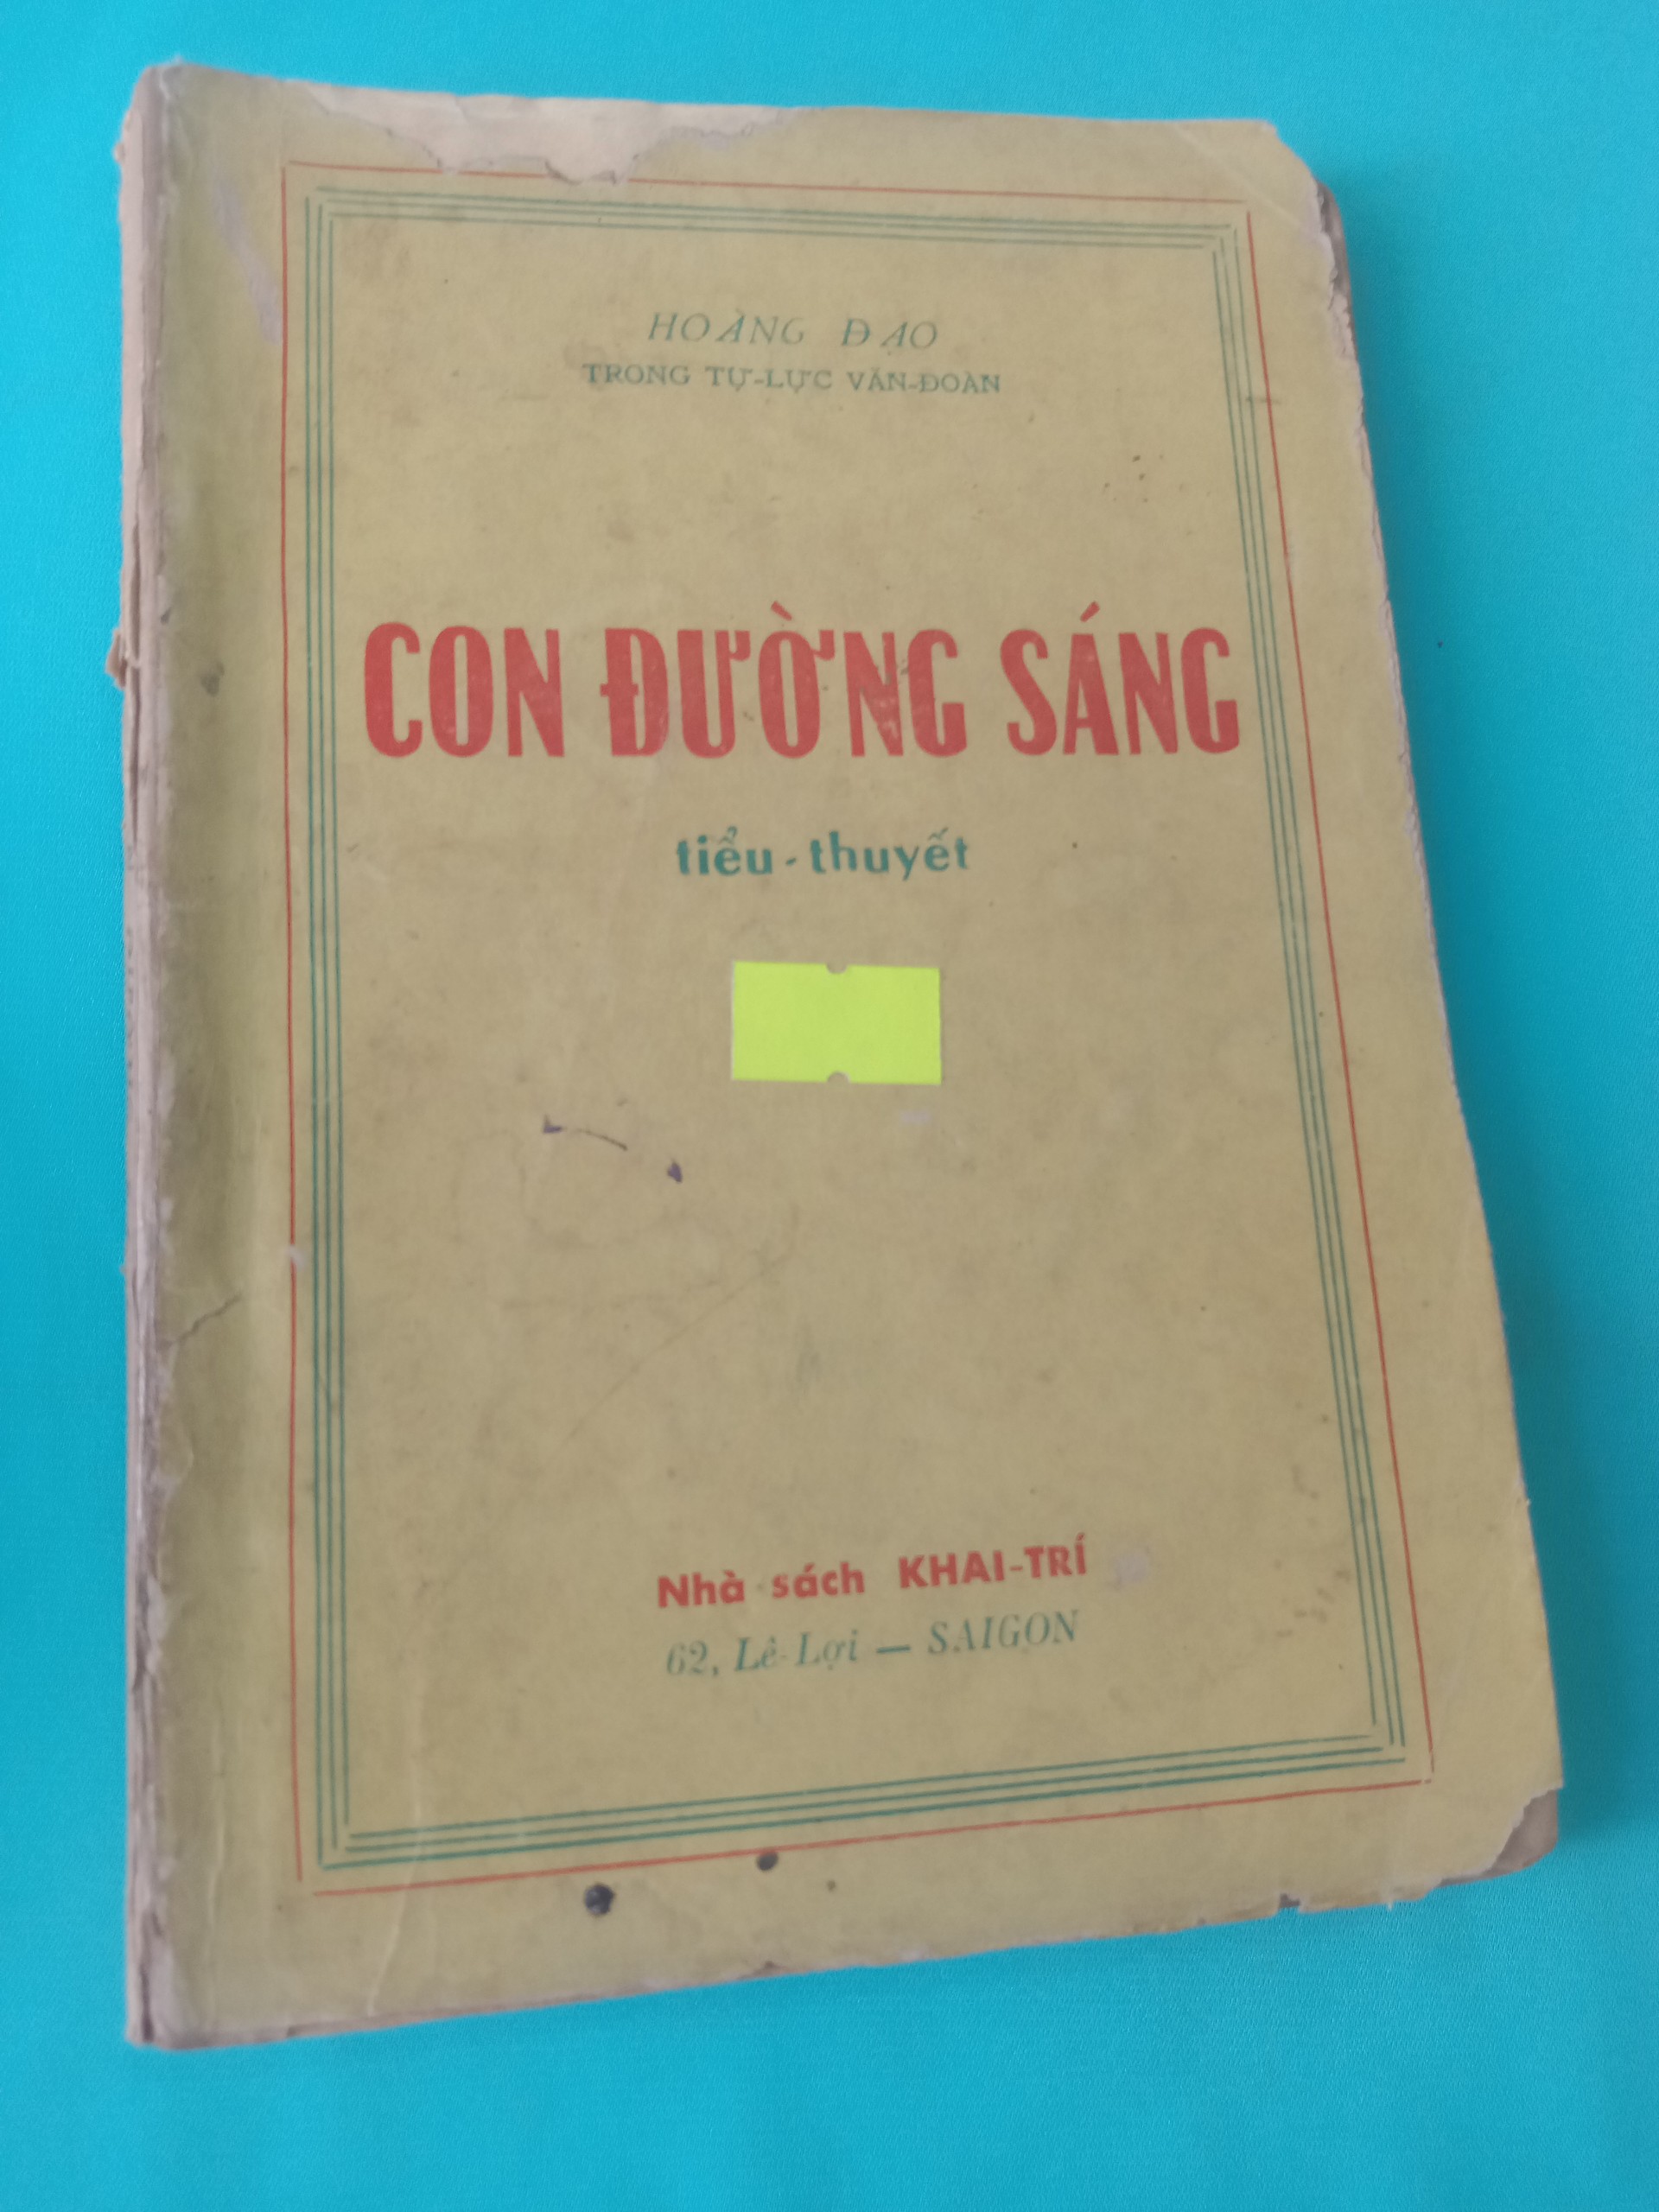 HOÀNG ĐẠO
TRONG TỰ-LỰC VĂN-ĐOÀN
CON ĐƯỜNG SÁNG
tiểu-thuyết
Nhà sách KHAI-TRÍ
62, Lê-Lợi — SAIGON